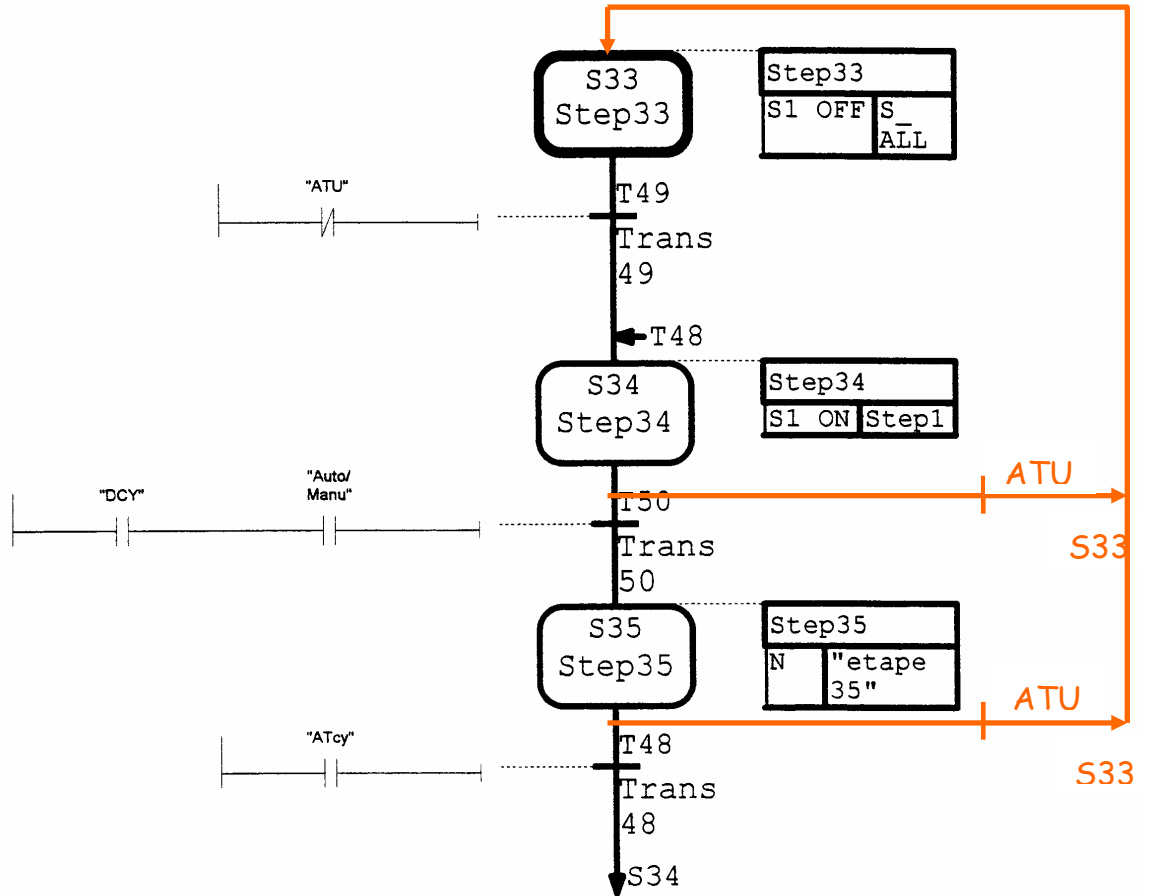 S33
Step33
Step33
S1 OFF
S_
ALL
"ATU"
T49
Trans
49
T48
S34
Step34
Step34
S1 ON
Step1
ATU
S33
"DCY"
"Auto/
Manu"
T50
Trans
50
S35
Step35
Step35
N
"etape
35"
ATU
S33
"ATcy"
T48
Trans
48
S34